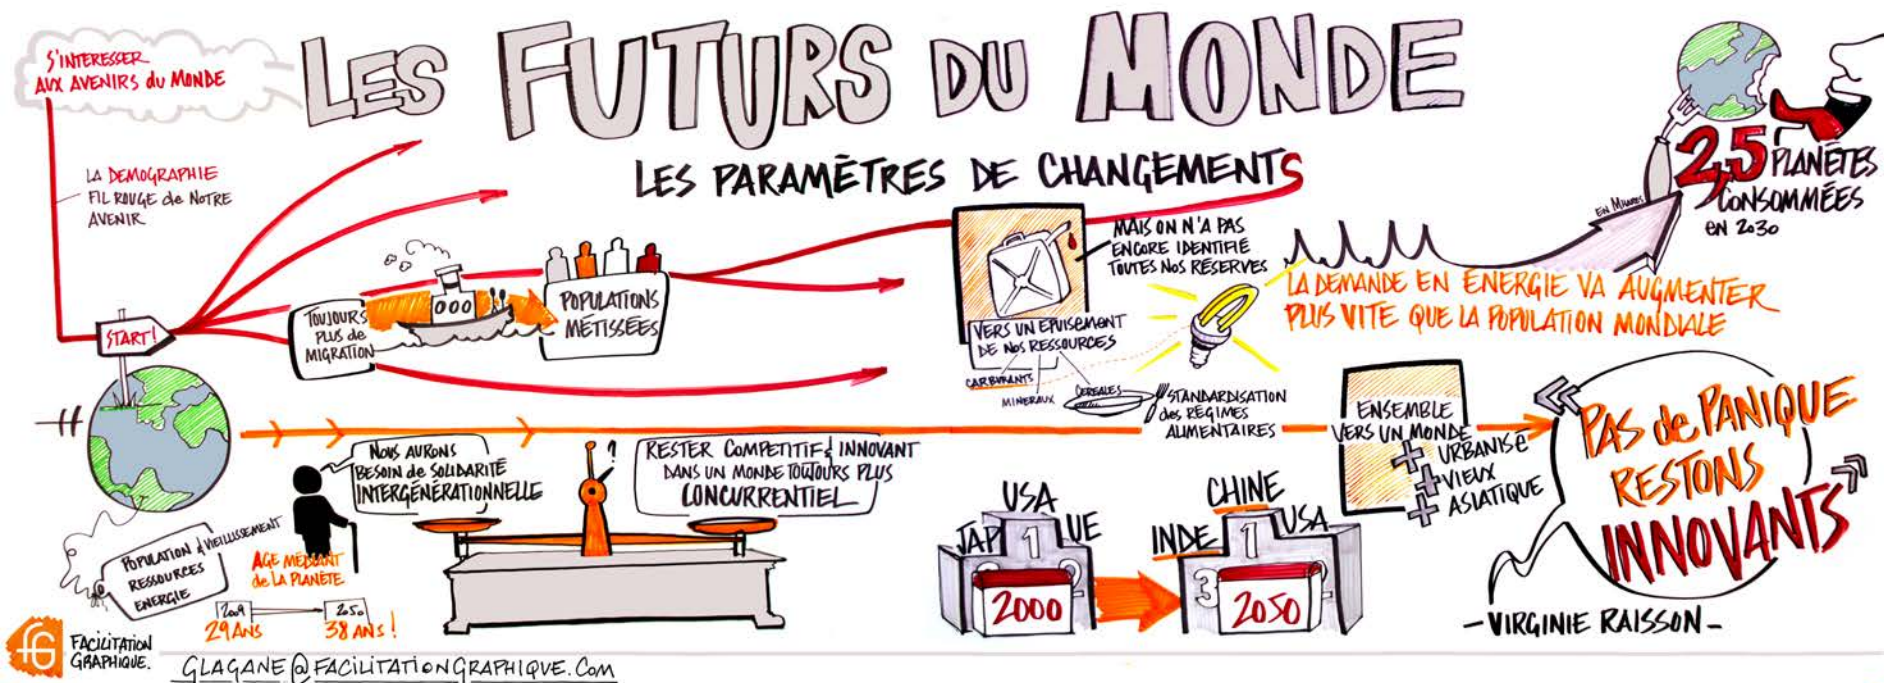 S'INTERESSER
AUX AVENIRS du MONDE
LES FUTURS DU MONDE
LES PARAMÈTRES DE CHANGEMENTS
LA DEMOGRAPHIE
FIL ROUGE de NOTRE
AVENIR
START!
TOUJOURS
PLUS de
MIGRATION
POPULATIONS
MÉTISSÉES
VERS UN EPUISEMENT
DE NOS RESSOURCES
CARBURANTS
MINERAUX
CEREALES
MAIS ON N'A PAS
ENCORE IDENTIFIÉ
TOUTES NOS RÉSERVES
STANDARDISATION
des RÉGIMES
ALIMENTAIRES
EN MILLIARDS
2,5 PLANÈTES
CONSOMMÉES
EN 2030
LA DEMANDE EN ENERGIE VA AUGMENTER
PLUS VITE QUE LA POPULATION MONDIALE
POPULATION & VIEILLISSEMENT
RESSOURCES
ENERGIE
AGE MÉDIANT
de LA PLANÈTE
2009 2050
29 ANS 38 ANS !
NOUS AURONS
BESOIN de SOLIDARITÉ
INTERGÉNÉRATIONNELLE
?
RESTER COMPETITIF & INNOVANT
DANS UN MONDE TOUJOURS PLUS
CONCURRENTIEL
USA
JAP 1 UE
2000
CHINE
INDE 1 USA
3 2
2050
ENSEMBLE
VERS UN MONDE
+ URBANISÉ
+ VIEUX
+ ASIATIQUE
« PAS de PANIQUE
RESTONS
INNOVANTS »
- VIRGINIE RAISSON -
FG
FACILITATION
GRAPHIQUE.
GLAGANE@FACILITATIONGRAPHIQUE.COM